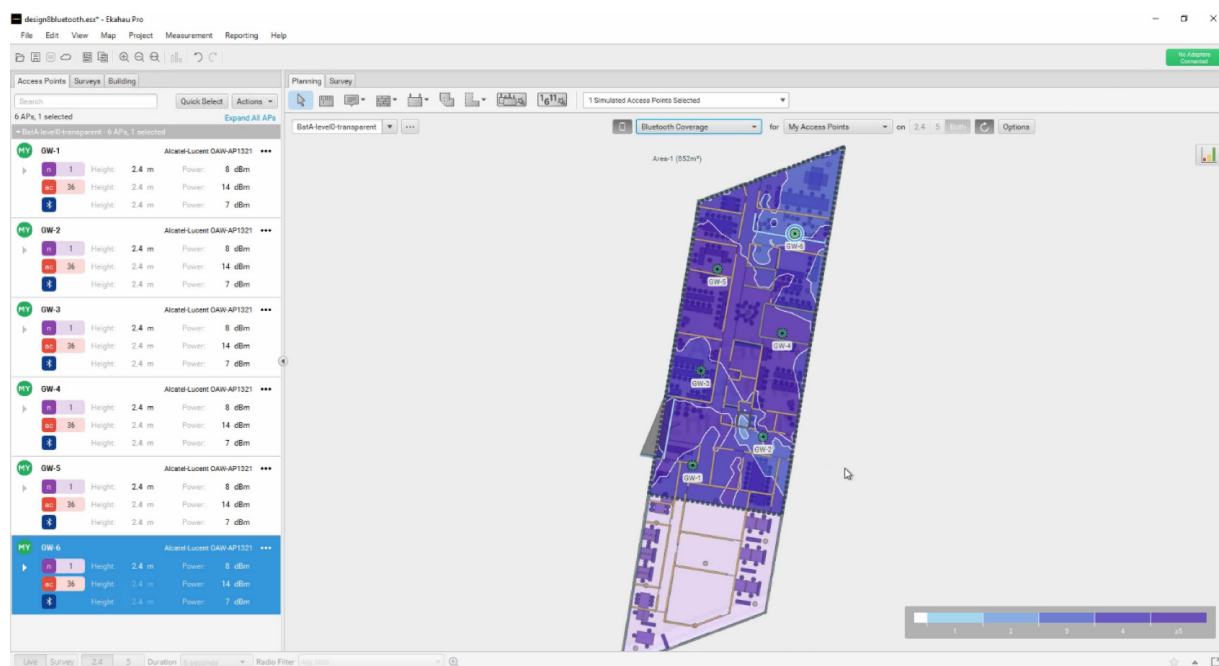 design8bluetooth.esx* - Ekahau Pro
File Edit View Map Project Measurement Reporting Help
No Adapters
Connected
Access Points Surveys Building
Planning Survey
Search Quick Select Actions
1 Simulated Access Points Selected
6 APs, 1 selected Expand All APs
BatA-level0-transparent - 6 APs, 1 selected
BatA-level0-transparent ... Bluetooth Coverage for My Access Points on 2.4 5 Both Options
GW-1 Alcatel-Lucent OAW-AP1321
MY
n 1 Height: 2.4 m Power: 8 dBm
ac 36 Height: 2.4 m Power: 14 dBm
Height: 2.4 m Power: 7 dBm
GW-2 Alcatel-Lucent OAW-AP1321
MY
n 1 Height: 2.4 m Power: 8 dBm
ac 36 Height: 2.4 m Power: 14 dBm
Height: 2.4 m Power: 7 dBm
GW-3 Alcatel-Lucent OAW-AP1321
MY
n 1 Height: 2.4 m Power: 8 dBm
ac 36 Height: 2.4 m Power: 14 dBm
Height: 2.4 m Power: 7 dBm
GW-4 Alcatel-Lucent OAW-AP1321
MY
n 1 Height: 2.4 m Power: 8 dBm
ac 36 Height: 2.4 m Power: 14 dBm
Height: 2.4 m Power: 7 dBm
GW-5 Alcatel-Lucent OAW-AP1321
MY
n 1 Height: 2.4 m Power: 8 dBm
ac 36 Height: 2.4 m Power: 14 dBm
Height: 2.4 m Power: 7 dBm
GW-6 Alcatel-Lucent OAW-AP1321
MY
n 1 Height: 2.4 m Power: 8 dBm
ac 36 Height: 2.4 m Power: 14 dBm
Height: 2.4 m Power: 7 dBm
Area-1 (852m²)
GW-6
GW-5
GW-4
GW-3
GW-2
GW-1
1 2 3 4 ≥5
Live Survey 2.4 5 Duration 5 seconds Radio Filter